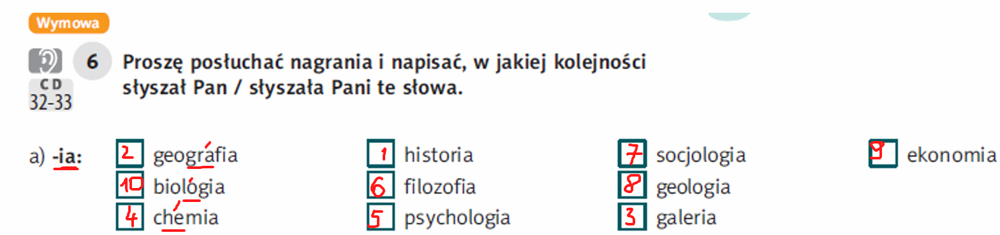 Wymowa
6 Proszę posłuchać nagrania i napisać, w jakiej kolejności
CD słyszał Pan / słyszała Pani te słowa.
32-33
a) -ia: 2 geografia 1 historia 7 socjologia 9 ekonomia
10 biologia 6 filozofia 8 geologia
4 chemia 5 psychologia 3 galeria